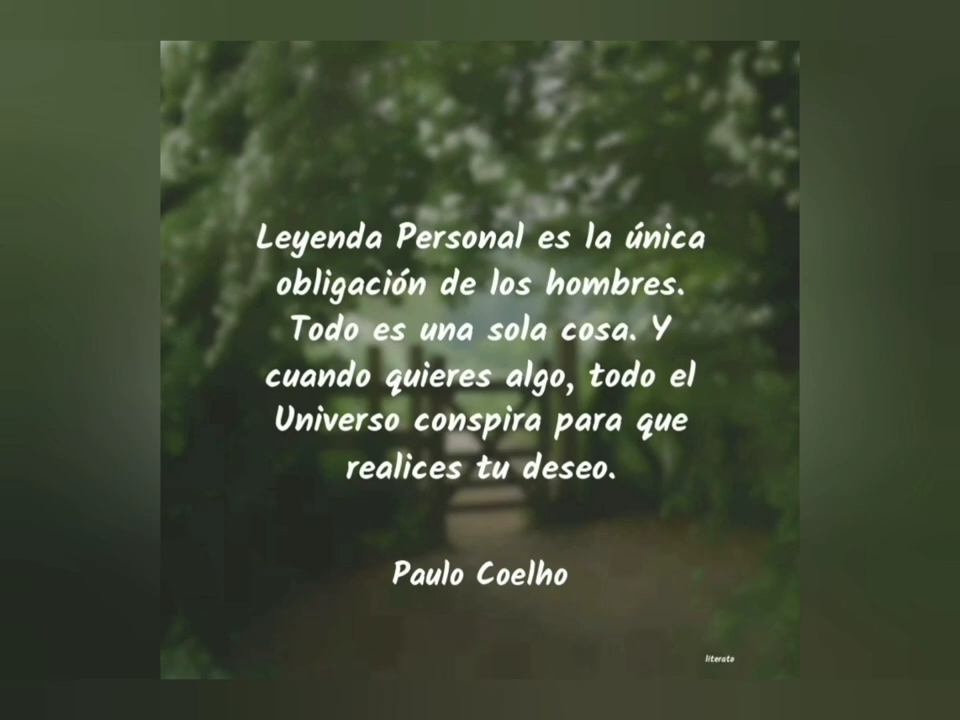 Leyenda Personal es la única
obligación de los hombres.
Todo es una sola cosa. Y
cuando quieres algo, todo el
Universo conspira para que
realices tu deseo.
Paulo Coelho
literato